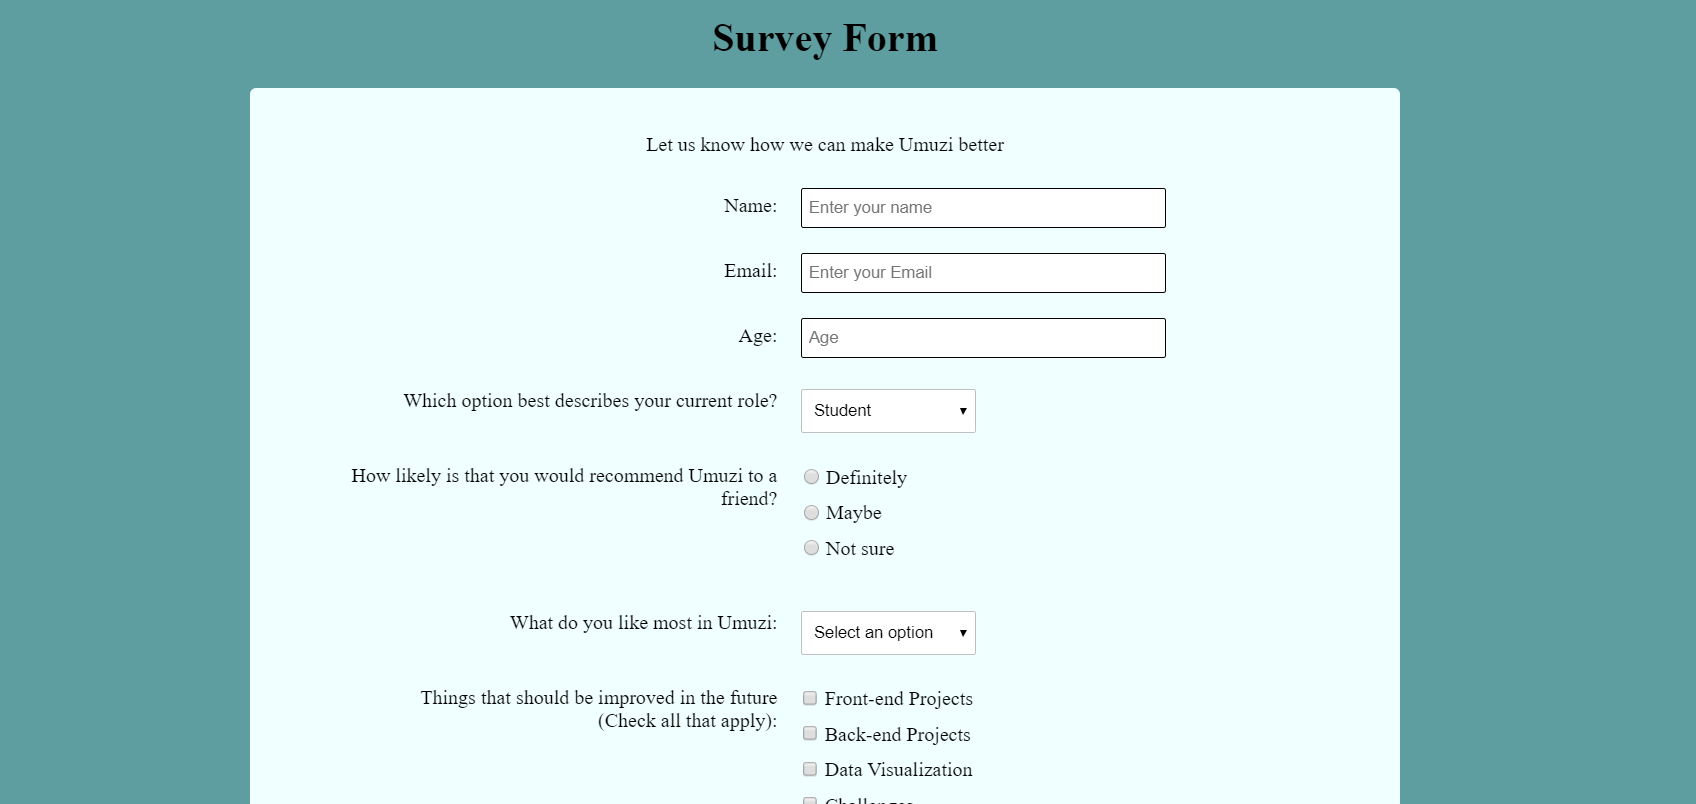 Survey Form
Let us know how we can make Umuzi better
Name: Enter your name
Email: Enter your Email
Age: Age
Which option best describes your current role? Student
How likely is that you would recommend Umuzi to a
friend?
Definitely
Maybe
Not sure
What do you like most in Umuzi: Select an option
Things that should be improved in the future
(Check all that apply):
Front-end Projects
Back-end Projects
Data Visualization